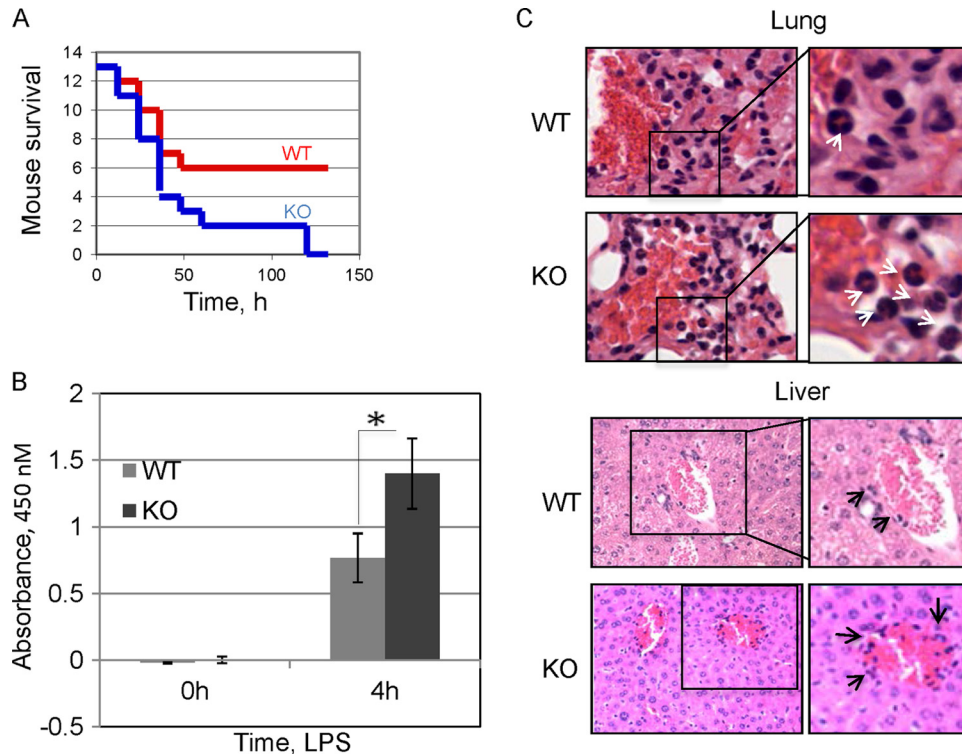 A
Mouse survival
14
12
10
8
6
4
2
0
WT
KO
0
50
100
150
Time, h
B
Absorbance, 450 nM
2
1.5
1
0.5
0
-0.5
WT
KO
*
0h
4h
Time, LPS
C
Lung
WT
KO
Liver
WT
KO